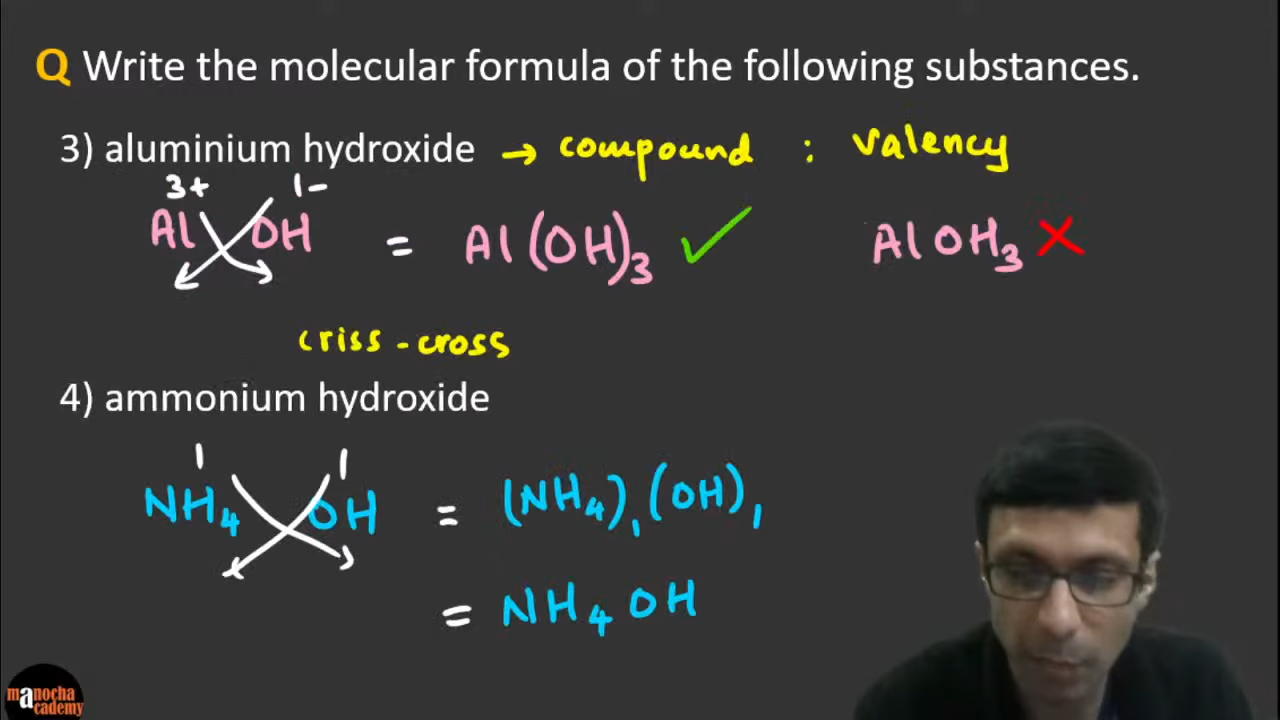 Q Write the molecular formula of the following substances.
3) aluminium hydroxide → compound : valency
3+ 1-
Al OH = Al(OH)₃ ✓ AlOH₃ ✗
criss-cross
4) ammonium hydroxide
1 1
NH₄ OH = (NH₄)₁(OH)₁
= NH₄OH
manocha
academy